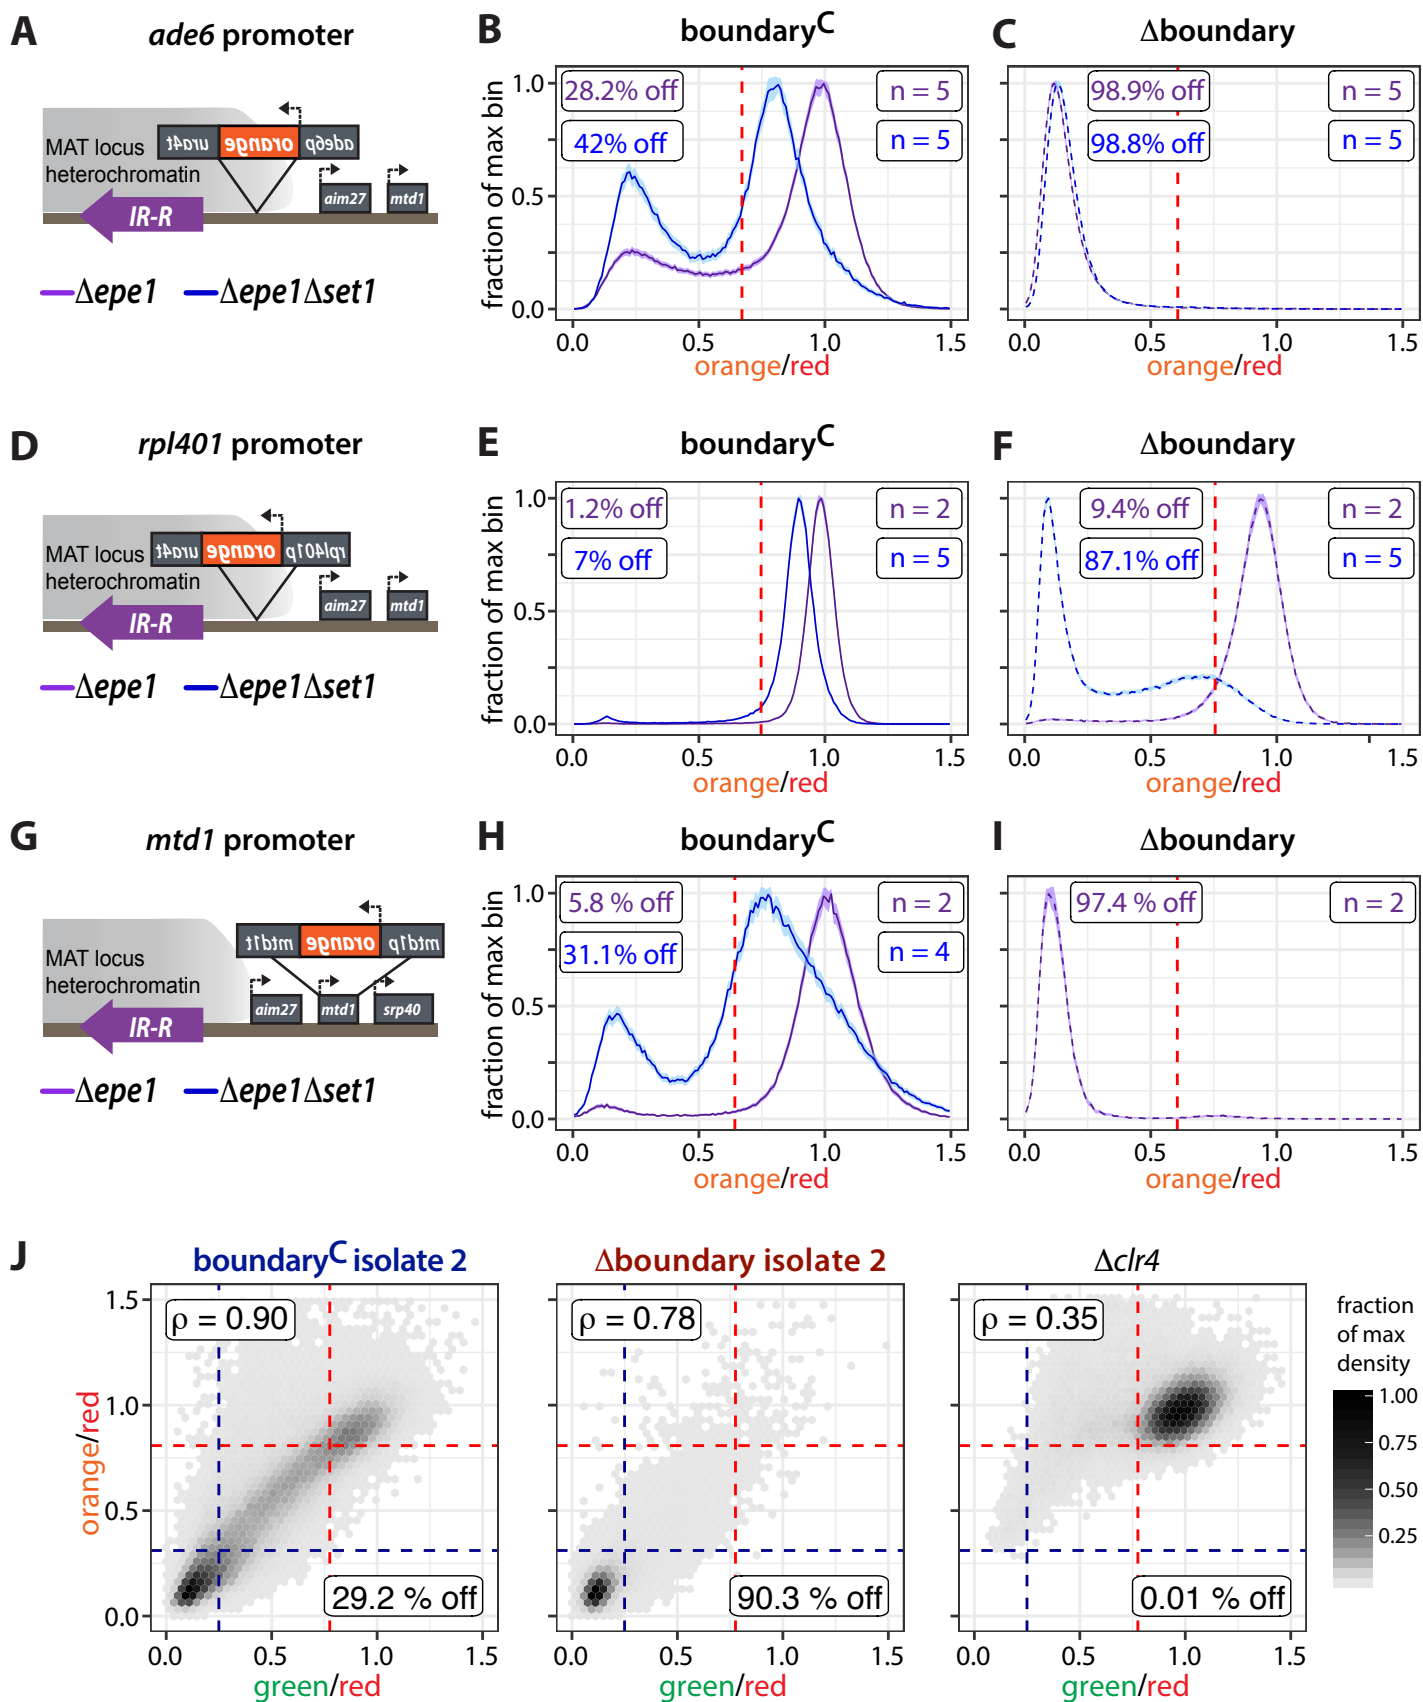 A
ade6 promoter
MAT locus
heterochromatin
ura4t
orange
ade6p
IR-R
aim27
mtd1
Δepe1
Δepe1Δset1
B
boundaryC
fraction of max bin
1.0
0.5
0.0
28.2% off
42% off
n = 5
n = 5
0.0 0.5 1.0 1.5
orange/red
C
Δboundary
98.9% off
98.8% off
n = 5
n = 5
0.0 0.5 1.0 1.5
orange/red
D
rpl401 promoter
MAT locus
heterochromatin
ura4t
orange
rpl401p
IR-R
aim27
mtd1
Δepe1
Δepe1Δset1
E
boundaryC
fraction of max bin
1.0
0.5
0.0
1.2% off
7% off
n = 2
n = 5
0.0 0.5 1.0 1.5
orange/red
F
Δboundary
9.4% off
87.1% off
n = 2
n = 5
0.0 0.5 1.0 1.5
orange/red
G
mtd1 promoter
MAT locus
heterochromatin
mtd1t
orange
mtd1p
IR-R
aim27
mtd1
srp40
Δepe1
Δepe1Δset1
H
boundaryC
fraction of max bin
1.0
0.5
0.0
5.8 % off
31.1% off
n = 2
n = 4
0.0 0.5 1.0 1.5
orange/red
I
Δboundary
97.4 % off
n = 2
0.0 0.5 1.0 1.5
orange/red
J
boundaryC isolate 2
orange/red
1.5
1.0
0.5
0.0
ρ = 0.90
29.2 % off
0.0 0.5 1.0 1.5
green/red
Δboundary isolate 2
ρ = 0.78
90.3 % off
0.0 0.5 1.0 1.5
green/red
Δclr4
ρ = 0.35
0.01 % off
0.0 0.5 1.0 1.5
green/red
fraction
of max
density
1.00
0.75
0.50
0.25